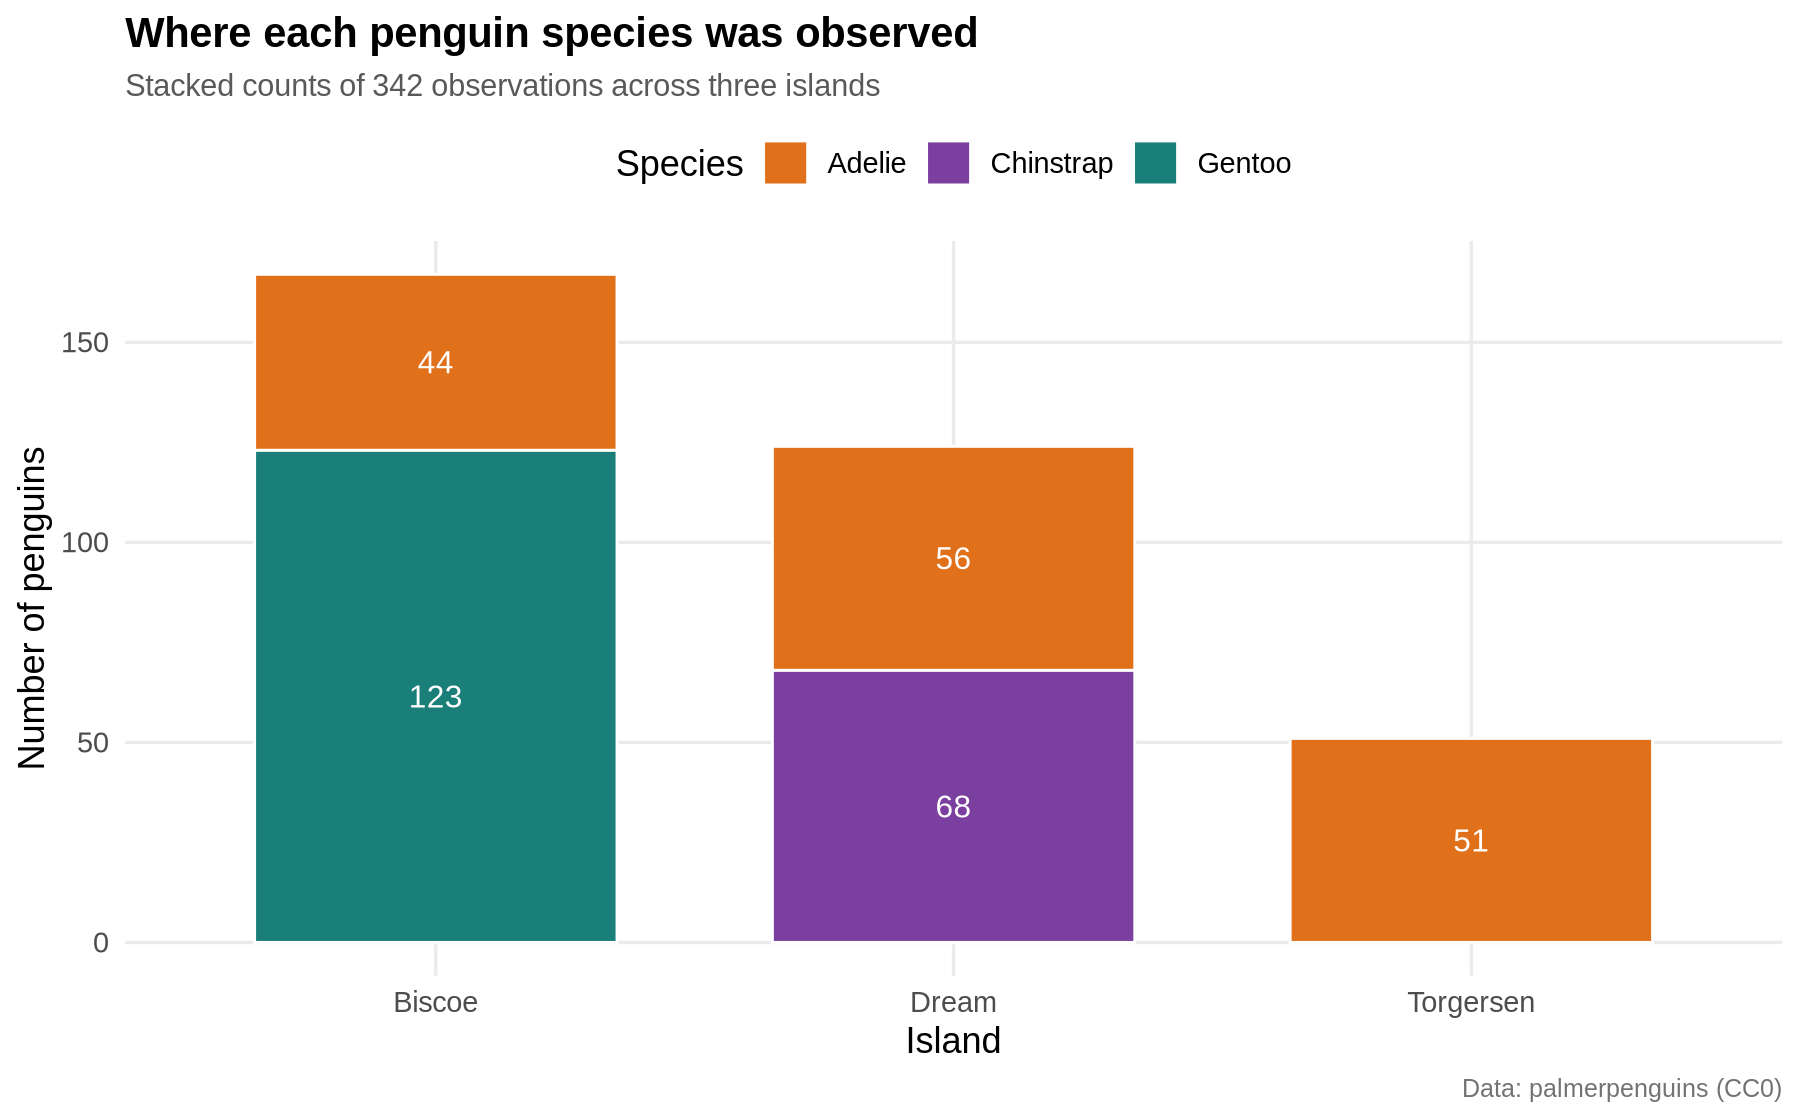 Where each penguin species was observed
Stacked counts of 342 observations across three islands
Species Adelie Chinstrap Gentoo
Number of penguins
150
100
50
0
44
123
56
68
51
Biscoe Dream Torgersen
Island
Data: palmerpenguins (CC0)